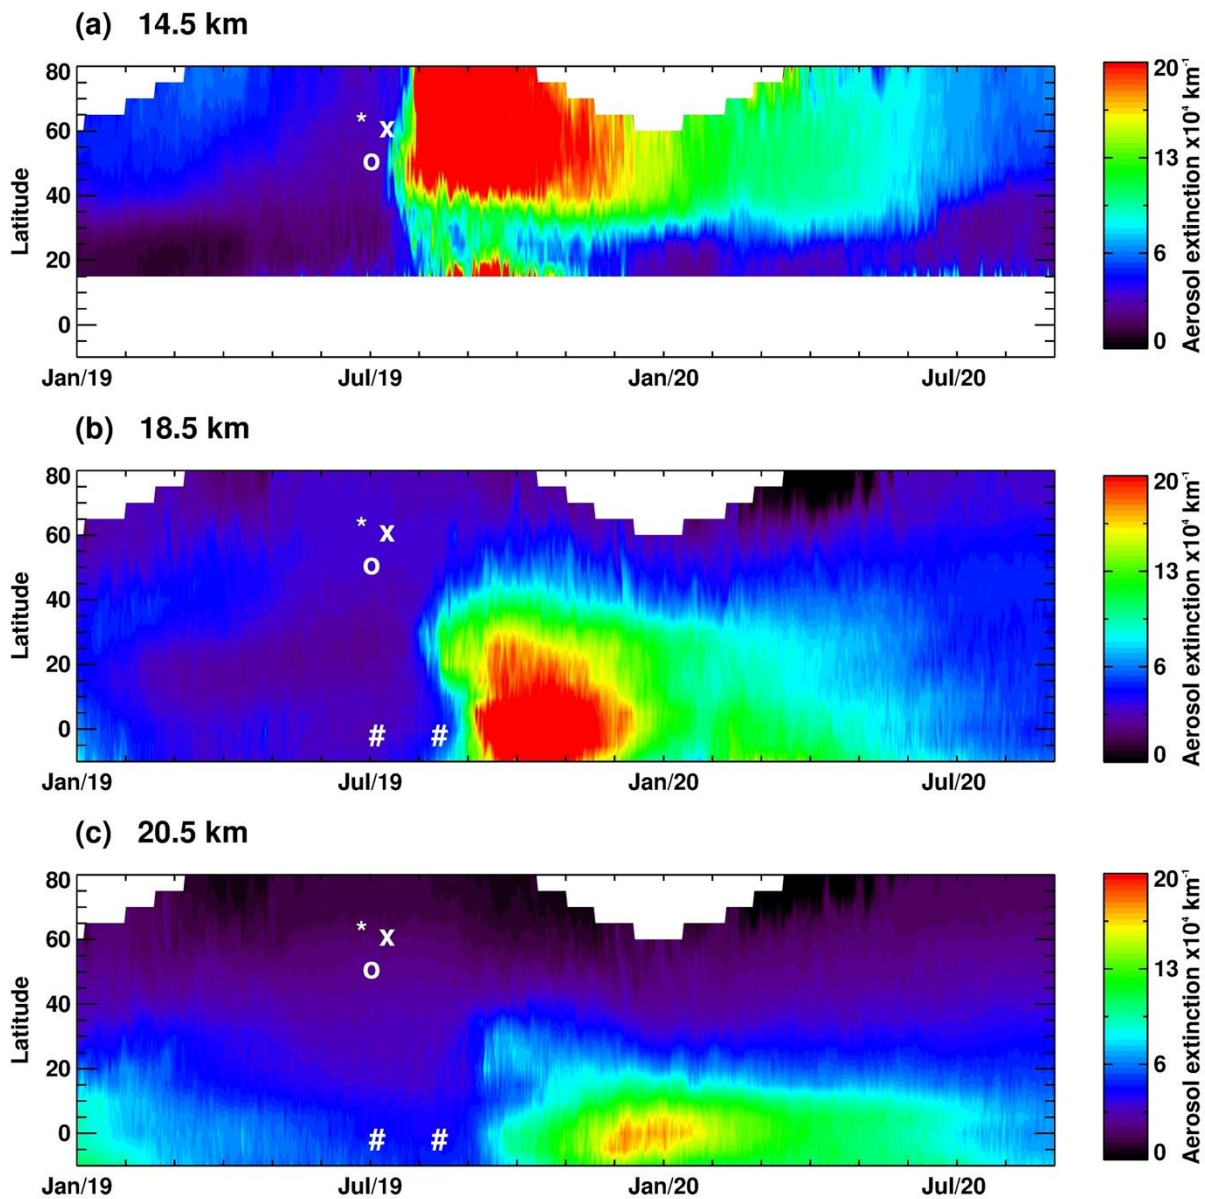 (a) 14.5 km
80
60
40
20
0
Latitude
* x
o
Jan/19 Jul/19 Jan/20 Jul/20
20
13
6
0
Aerosol extinction x10⁴ km⁻¹
(b) 18.5 km
80
60
40
20
0
Latitude
* x
o
# #
Jan/19 Jul/19 Jan/20 Jul/20
20
13
6
0
Aerosol extinction x10⁴ km⁻¹
(c) 20.5 km
80
60
40
20
0
Latitude
* x
o
# #
Jan/19 Jul/19 Jan/20 Jul/20
20
13
6
0
Aerosol extinction x10⁴ km⁻¹